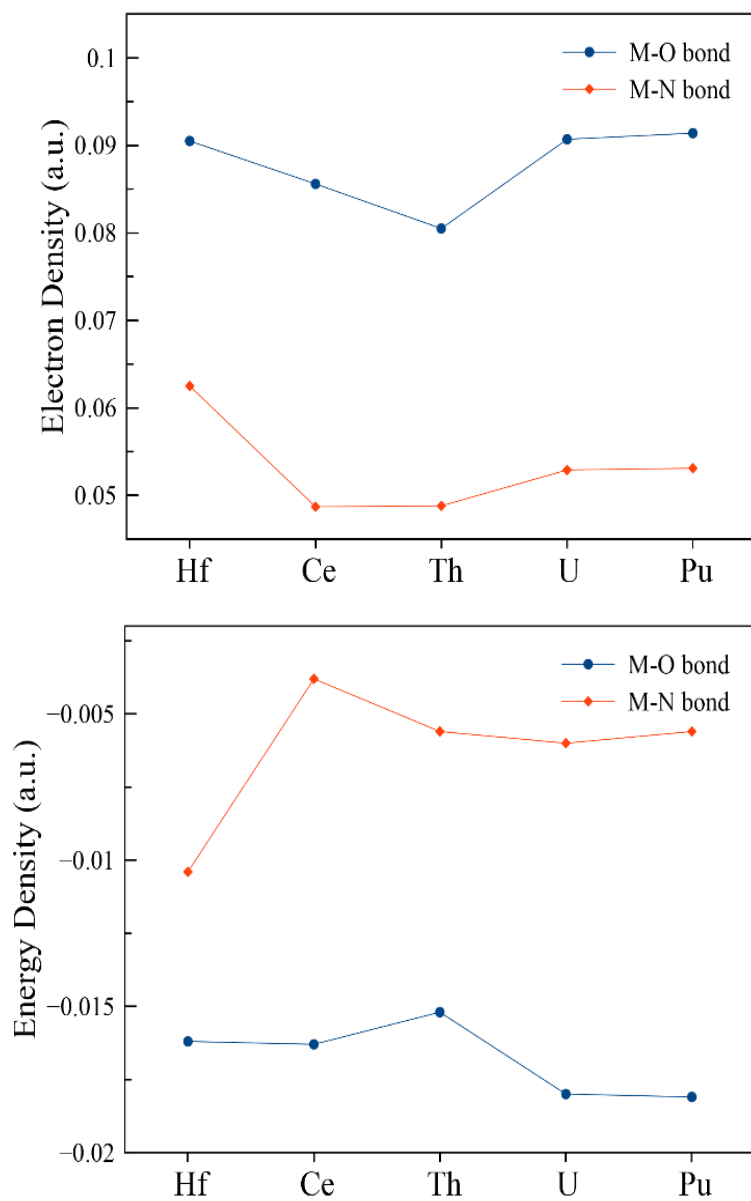 Electron Density (a.u.)
0.1
0.09
0.08
0.07
0.06
0.05
M-O bond
M-N bond
Hf Ce Th U Pu
Energy Density (a.u.)
−0.005
−0.01
−0.015
−0.02
M-O bond
M-N bond
Hf Ce Th U Pu